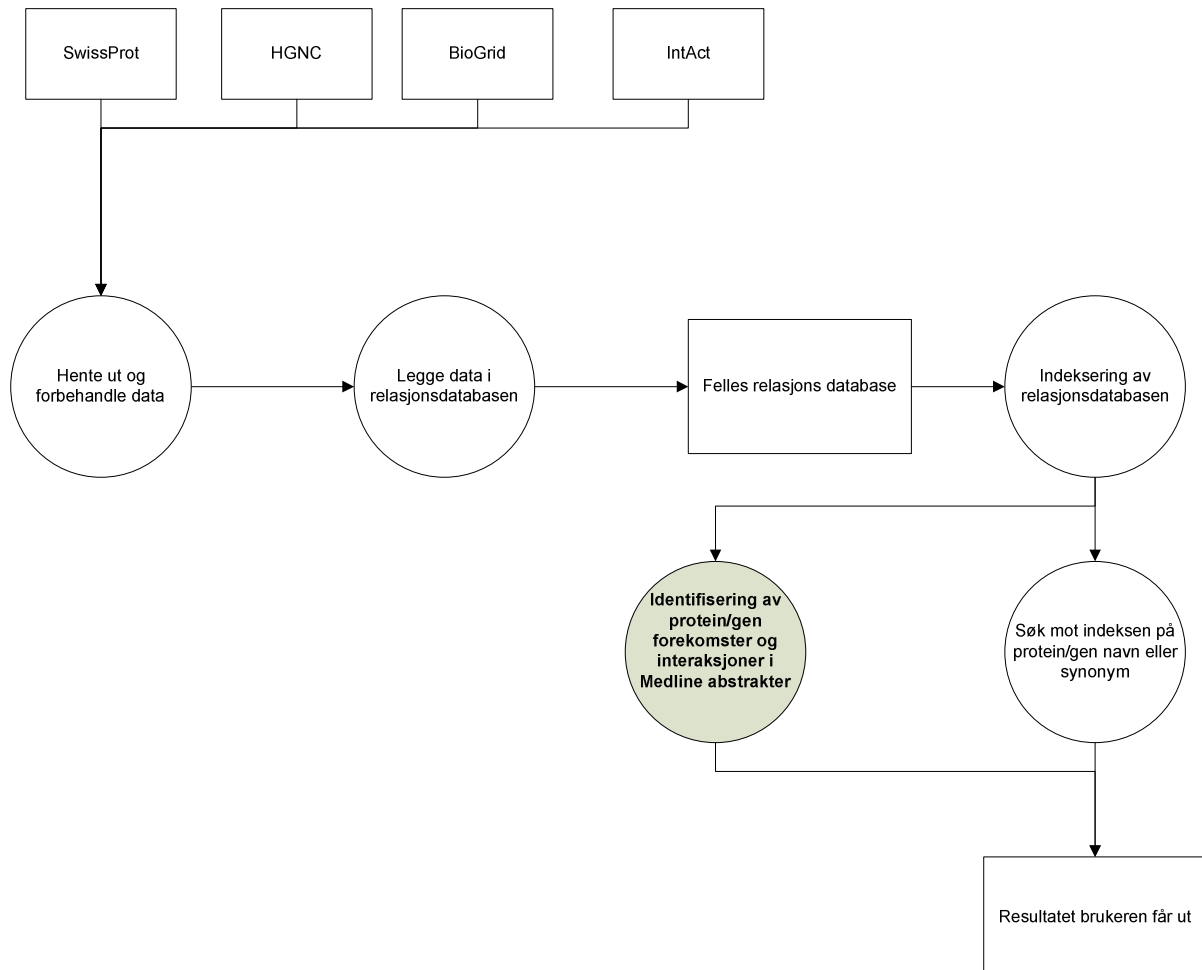 SwissProt
HGNC
BioGrid
IntAct
Hente ut og
forbehandle data
Legge data i
relasjonsdatabasen
Felles relasjons database
Indeksering av
relasjonsdatabasen
Identifisering av
protein/gen
forekomster og
interaksjoner i
Medline abstrakter
Søk mot indeksen på
protein/gen navn eller
synonym
Resultatet brukeren får ut